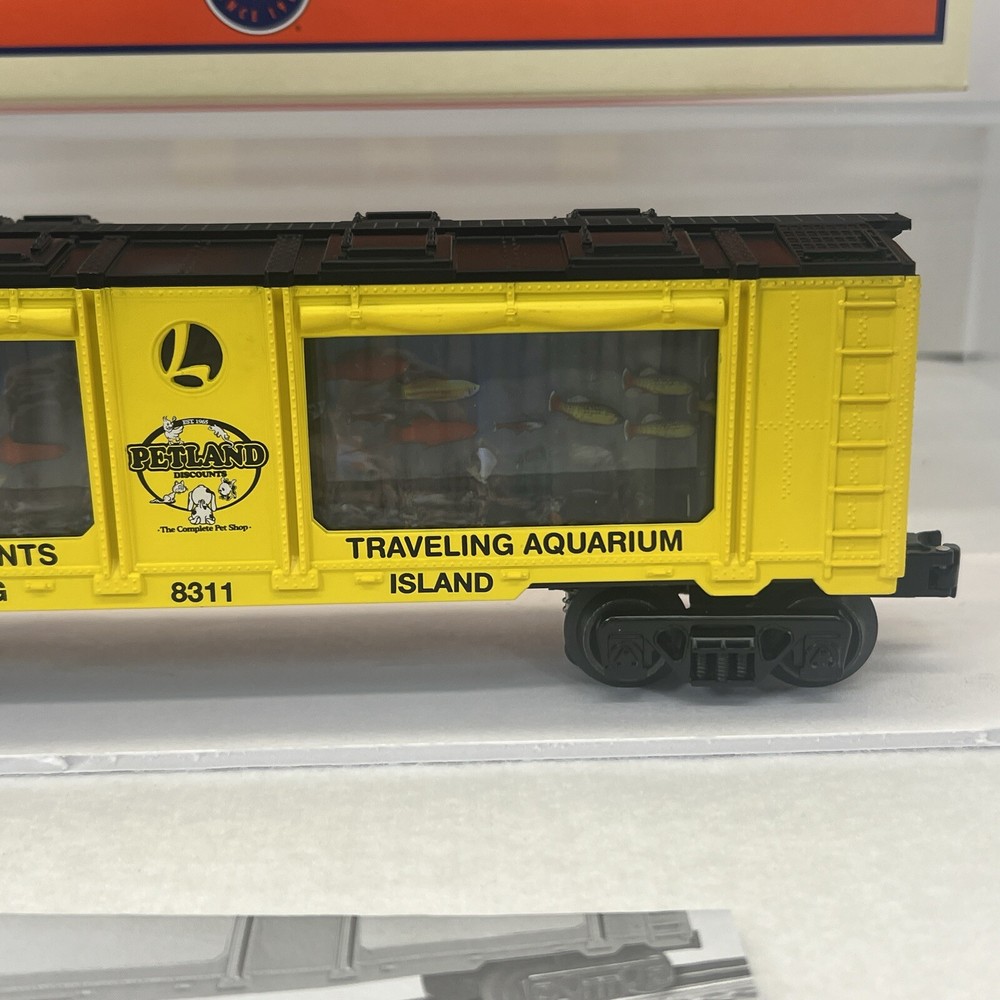 L
EST. 1965
PETLAND
DISCOUNTS
-The Complete Pet Shop-
NTS
G
8311
TRAVELING AQUARIUM
ISLAND